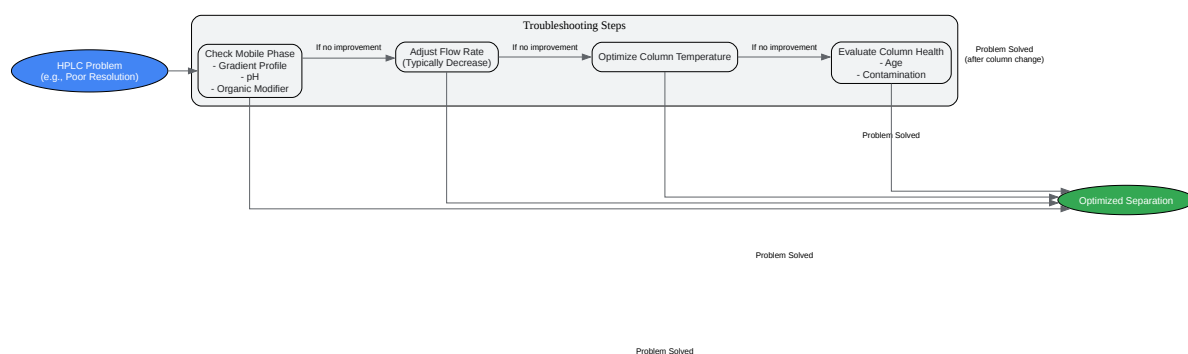 Troubleshooting Steps
HPLC Problem
(e.g., Poor Resolution)
Check Mobile Phase
- Gradient Profile
- pH
- Organic Modifier
If no improvement
Adjust Flow Rate
(Typically Decrease)
If no improvement
Optimize Column Temperature
If no improvement
Evaluate Column Health
- Age
- Contamination
Problem Solved
(after column change)
Problem Solved
Optimized Separation
Problem Solved
Problem Solved